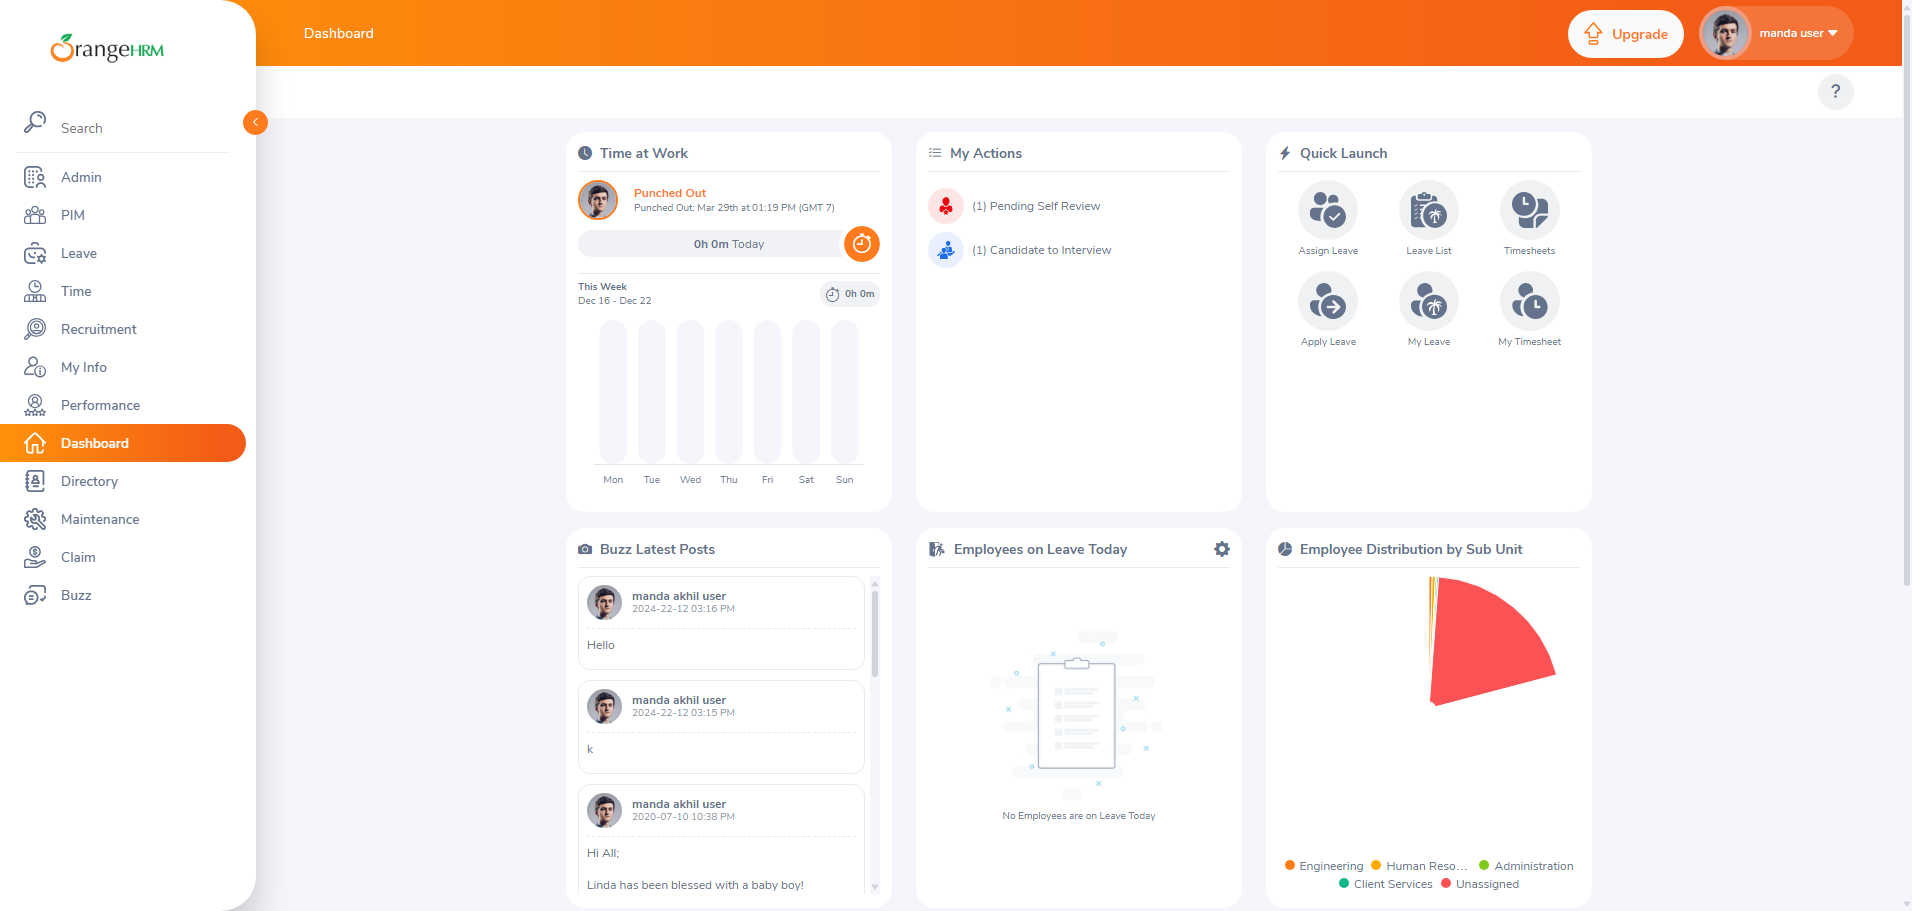 OrangeHRM
Dashboard
Upgrade
manda user
?
Search
Admin
PIM
Leave
Time
Recruitment
My Info
Performance
Dashboard
Directory
Maintenance
Claim
Buzz
Time at Work
Punched Out
Punched Out: Mar 29th at 01:19 PM (GMT 7)
0h 0m Today
This Week
Dec 16 - Dec 22
0h 0m
Mon Tue Wed Thu Fri Sat Sun
My Actions
(1) Pending Self Review
(1) Candidate to Interview
Quick Launch
Assign Leave Leave List Timesheets
Apply Leave My Leave My Timesheet
Buzz Latest Posts
manda akhil user
2024-22-12 03:16 PM
Hello
manda akhil user
2024-22-12 03:15 PM
k
manda akhil user
2020-07-10 10:38 PM
Hi All;
Linda has been blessed with a baby boy!
Employees on Leave Today
No Employees are on Leave Today
Employee Distribution by Sub Unit
Engineering Human Reso... Administration
Client Services Unassigned